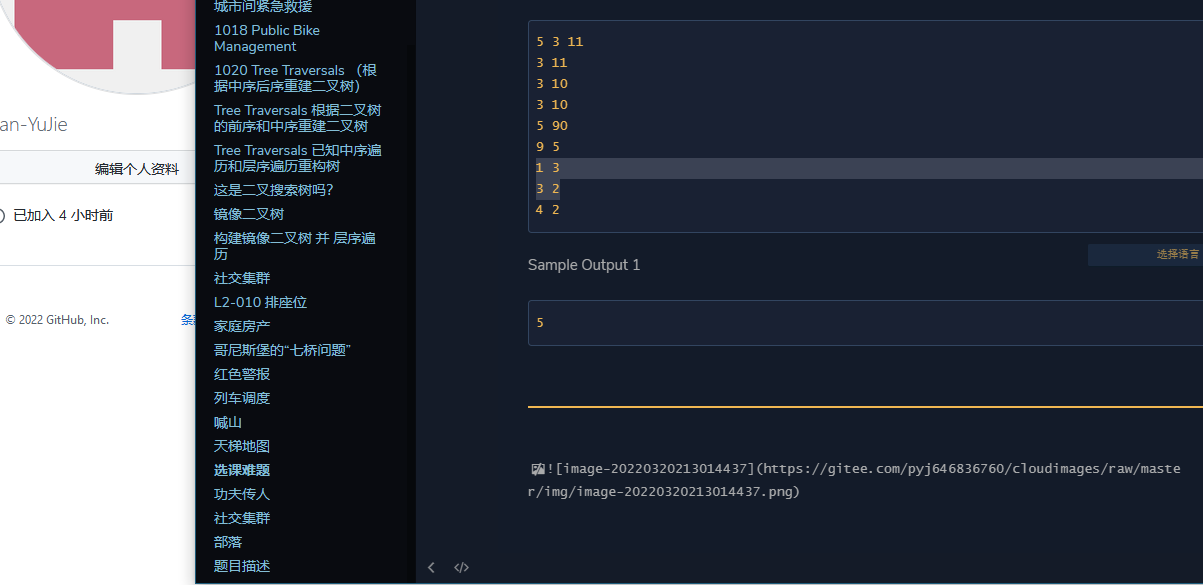 an-YuJie
编辑个人资料
已加入 4 小时前
© 2022 GitHub, Inc.
城市间紧急救援
1018 Public Bike
Management
1020 Tree Traversals （根
据中序后序重建二叉树）
Tree Traversals 根据二叉树
的前序和中序重建二叉树
Tree Traversals 已知中序遍
历和层序遍历重构树
这是二叉搜索树吗？
镜像二叉树
构建镜像二叉树 并 层序遍
历
社交集群
L2-010 排座位
家庭房产
哥尼斯堡的“七桥问题”
红色警报
列车调度
喊山
天梯地图
选课难题
功夫传人
社交集群
部落
题目描述
5 3 11
3 11
3 10
3 10
5 90
9 5
1 3
3 2
4 2
选择语言
Sample Output 1
5
![image-20220320213014437](https://gitee.com/pyj646836760/cloudimages/raw/maste
r/img/image-20220320213014437.png)